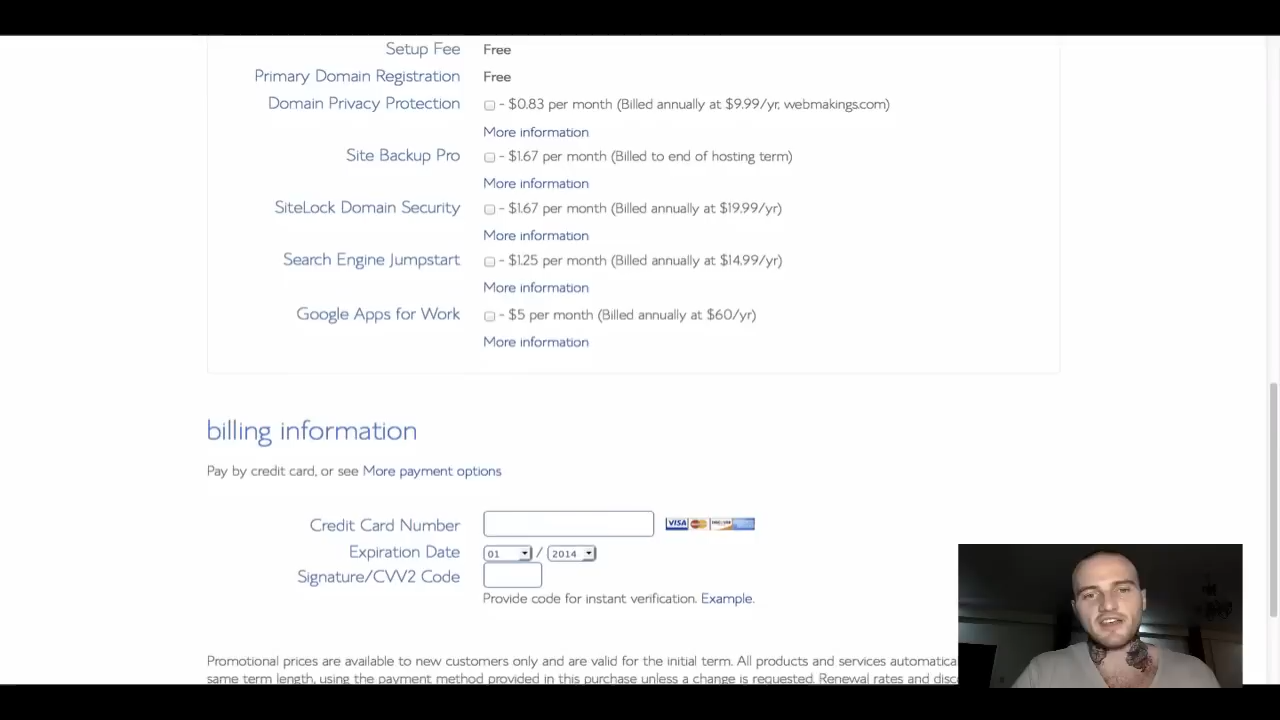 Setup Fee Free
Primary Domain Registration Free
Domain Privacy Protection - $0.83 per month (Billed annually at $9.99/yr, webmakings.com)
More information
Site Backup Pro - $1.67 per month (Billed to end of hosting term)
More information
SiteLock Domain Security - $1.67 per month (Billed annually at $19.99/yr)
More information
Search Engine Jumpstart - $1.25 per month (Billed annually at $14.99/yr)
More information
Google Apps for Work - $5 per month (Billed annually at $60/yr)
More information
billing information
Pay by credit card, or see More payment options
Credit Card Number VISA
Expiration Date 01 / 2014
Signature/CVV2 Code
Provide code for instant verification. Example.
Promotional prices are available to new customers only and are valid for the initial term. All products and services
same term length, using the payment method provided in this purchase unless a change is requested. Renewal rates and